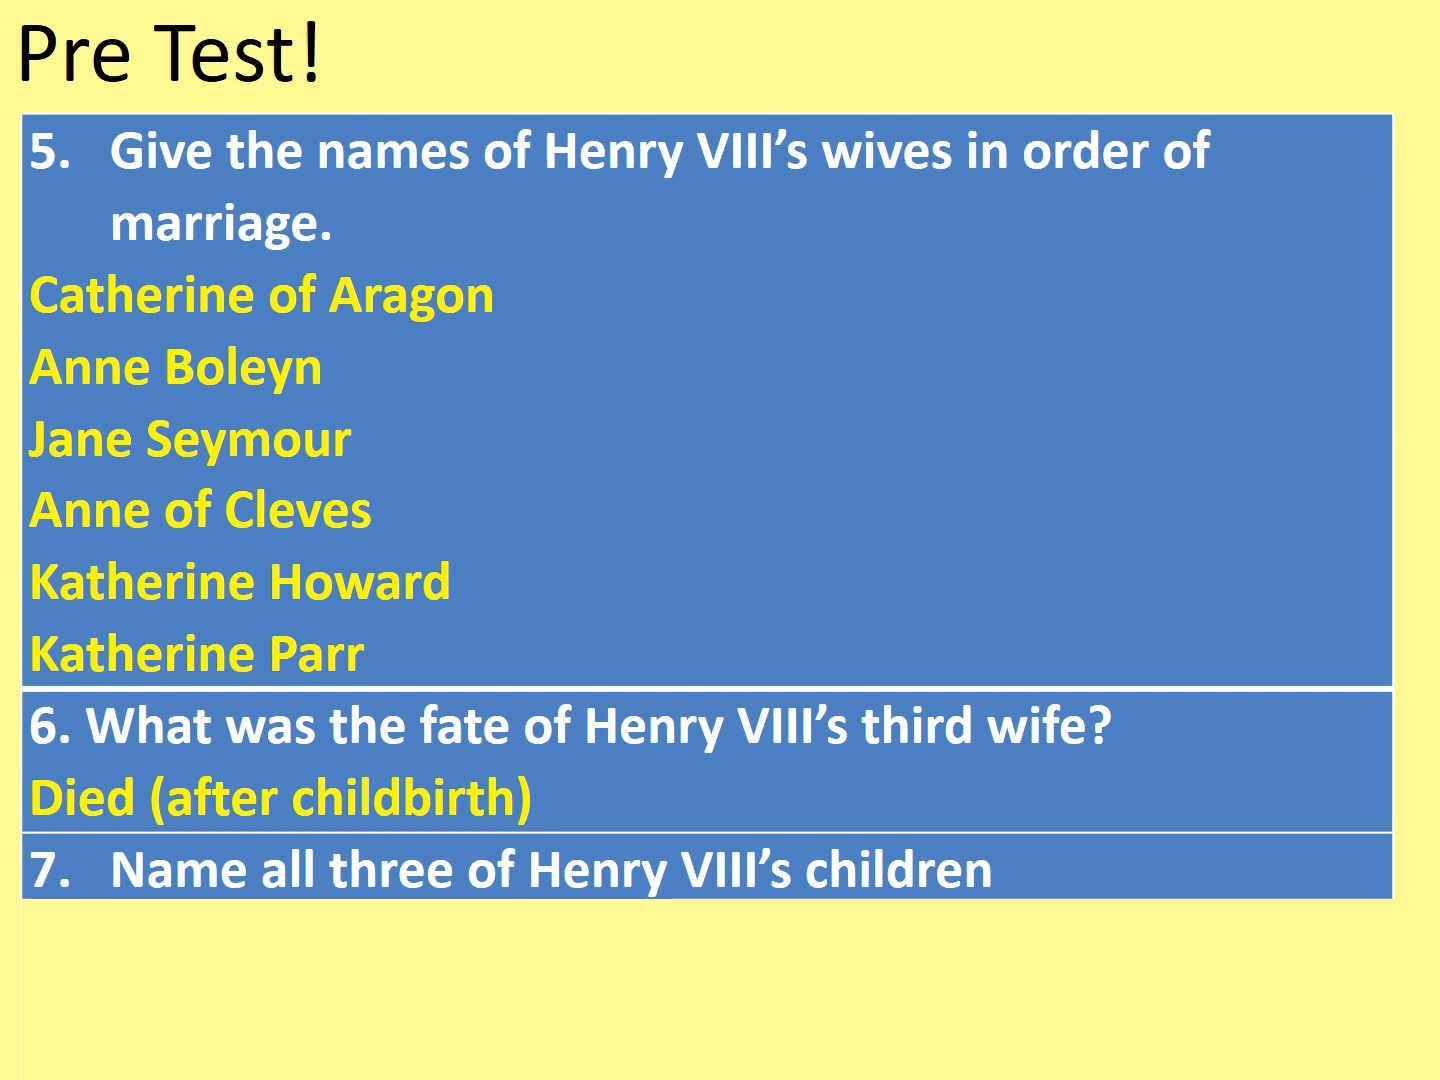 Pre Test!
5. Give the names of Henry VIII’s wives in order of
marriage.
Catherine of Aragon
Anne Boleyn
Jane Seymour
Anne of Cleves
Katherine Howard
Katherine Parr
6. What was the fate of Henry VIII’s third wife?
Died (after childbirth)
7. Name all three of Henry VIII’s children